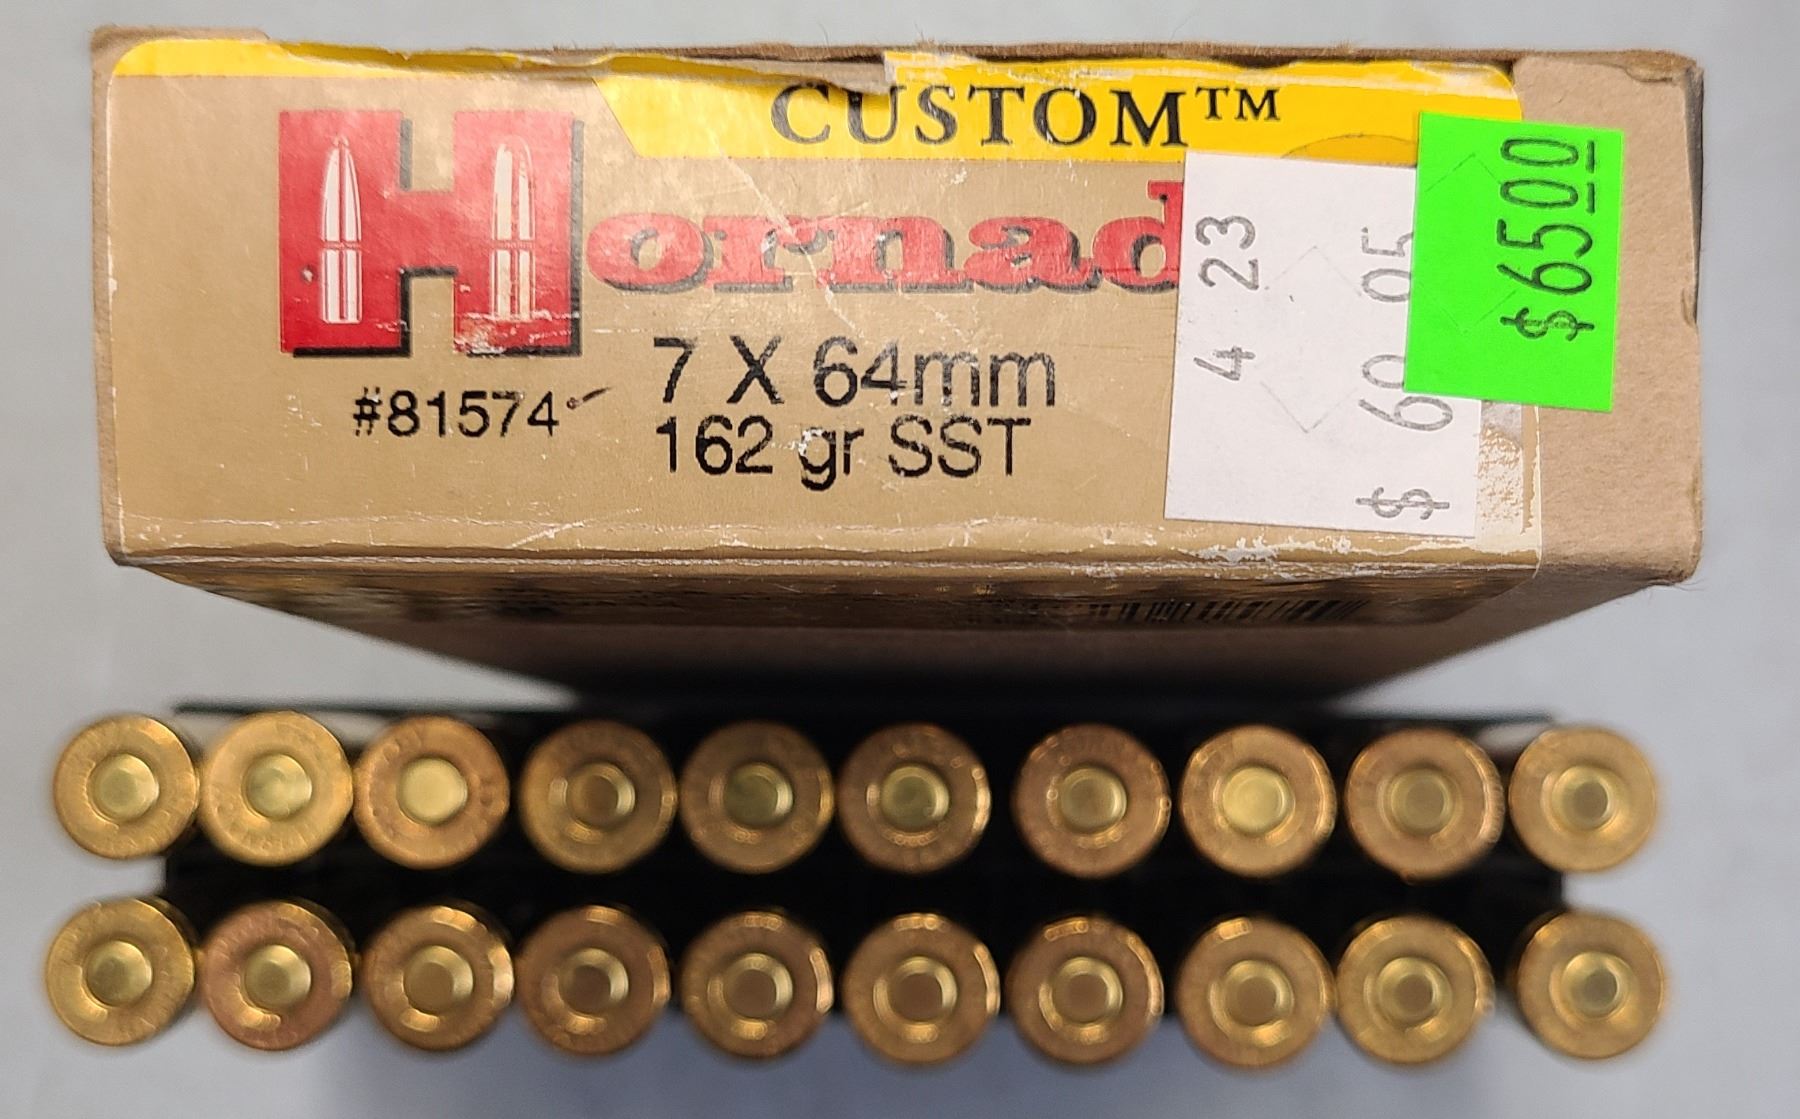 CUSTOM™
Hornad
#81574
7 X 64mm
162 gr SST
4 23
$ 60 05
$6500